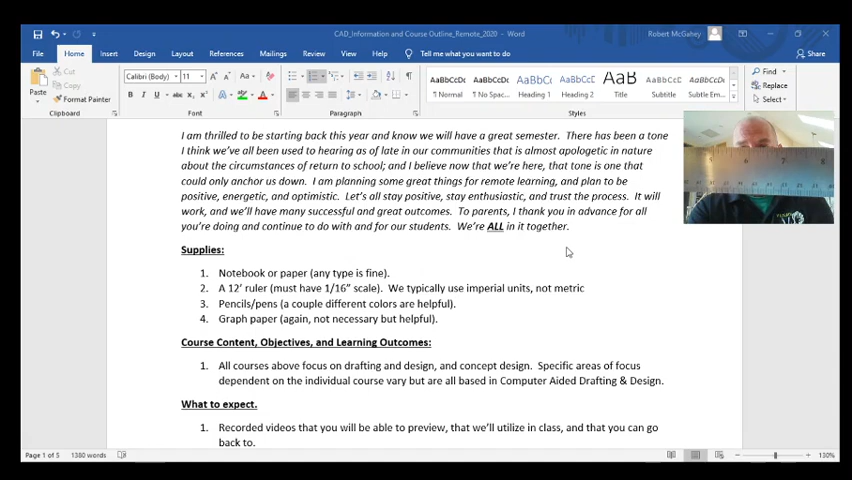 CAD_Information and Course Outline_Remote_2020 - Word
Robert McGahey
File Home Insert Design Layout References Mailings Review View Help Tell me what you want to do Share
Paste
Cut
Copy
Format Painter
Clipboard
Calibri (Body) 11
Font
Paragraph
AaBbCcDc AaBbCcDc AaBbCc AaBbCcC AaB AaBbCcD AaBbCcDc
¶ Normal ¶ No Spac... Heading 1 Heading 2 Title Subtitle Subtle Em...
Styles
Find
Replace
Select
Editing
I am thrilled to be starting back this year and know we will have a great semester. There has been a tone
I think we've all been used to hearing as of late in our communities that is almost apologetic in nature
about the circumstances of return to school; and I believe now that we're here, that tone is one that
could only anchor us down. I am planning some great things for remote learning, and plan to be
positive, energetic, and optimistic. Let's all stay positive, stay enthusiastic, and trust the process. It will
work, and we'll have many successful and great outcomes. To parents, I thank you in advance for all
you're doing and continue to do with and for our students. We're ALL in it together.
Supplies:
1. Notebook or paper (any type is fine).
2. A 12' ruler (must have 1/16" scale). We typically use imperial units, not metric
3. Pencils/pens (a couple different colors are helpful).
4. Graph paper (again, not necessary but helpful).
Course Content, Objectives, and Learning Outcomes:
1. All courses above focus on drafting and design, and concept design. Specific areas of focus
dependent on the individual course vary but are all based in Computer Aided Drafting & Design.
What to expect.
1. Recorded videos that you will be able to preview, that we'll utilize in class, and that you can go
back to.
Page 1 of 5 1380 words
130%